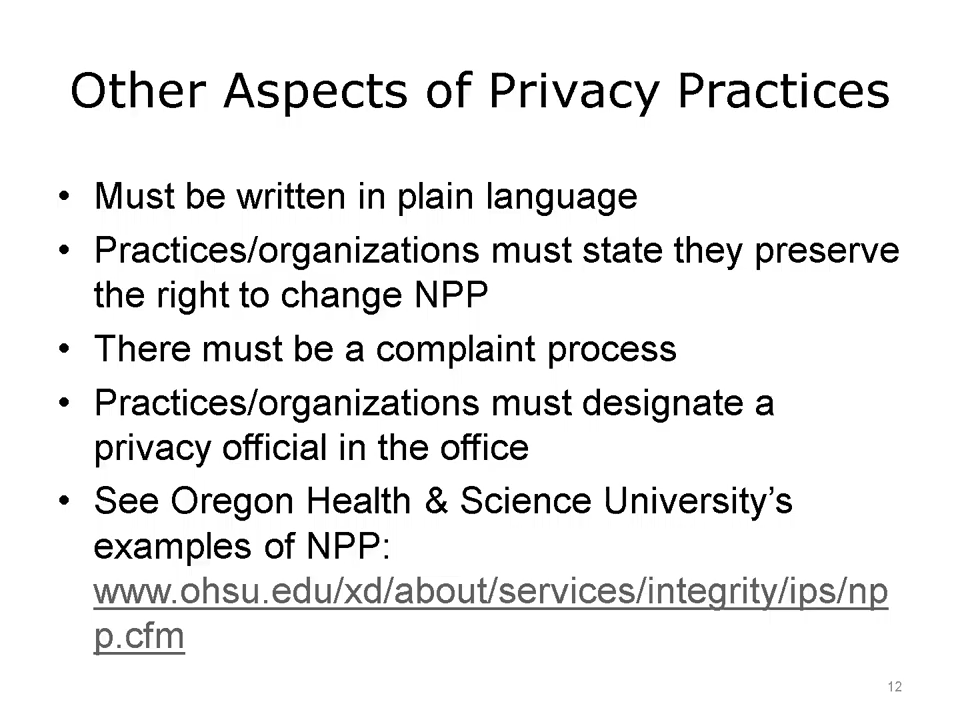 Other Aspects of Privacy Practices
• Must be written in plain language
• Practices/organizations must state they preserve
the right to change NPP
• There must be a complaint process
• Practices/organizations must designate a
privacy official in the office
• See Oregon Health & Science University’s
examples of NPP:
www.ohsu.edu/xd/about/services/integrity/ips/np
p.cfm
12